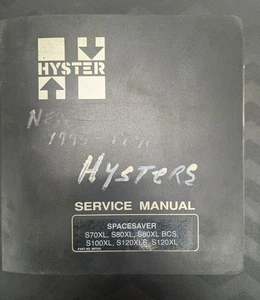 HYSTER
HYSTERS
SERVICE MANUAL
SPACESAVER
S70XL, S80XL, S80XL BCS,
S100XL, S120XLS, S120XL